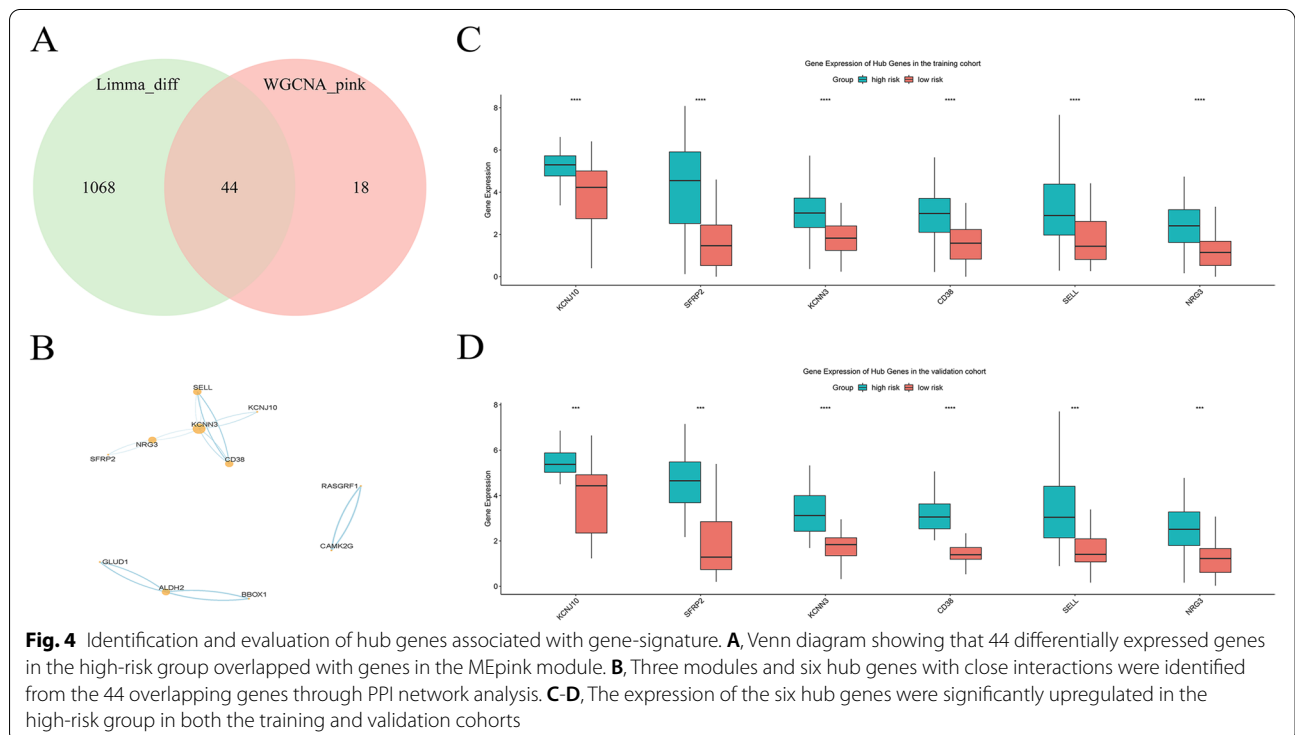 A
Limma_diff
WGCNA_pink
1068
44
18
B
SELL
KCNJ10
KCNN3
NRG3
SFRP2
CD38
RASGRF1
CAMK2G
GLUD1
ALDH2
BBOX1
C
Gene Expression of Hub Genes in the training cohort
Group high risk low risk
**** **** **** **** **** ****
Gene Expression
8
6
4
2
0
KCNJ10
SFRP2
KCNN3
CD38
SELL
NRG3
D
Gene Expression of Hub Genes in the validation cohort
Group high risk low risk
*** *** **** **** *** ***
Gene Expression
8
6
4
2
0
KCNJ10
SFRP2
KCNN3
CD38
SELL
NRG3
Fig. 4 Identification and evaluation of hub genes associated with gene-signature. A, Venn diagram showing that 44 differentially expressed genes
in the high-risk group overlapped with genes in the MEpink module. B, Three modules and six hub genes with close interactions were identified
from the 44 overlapping genes through PPI network analysis. C-D, The expression of the six hub genes were significantly upregulated in the
high-risk group in both the training and validation cohorts